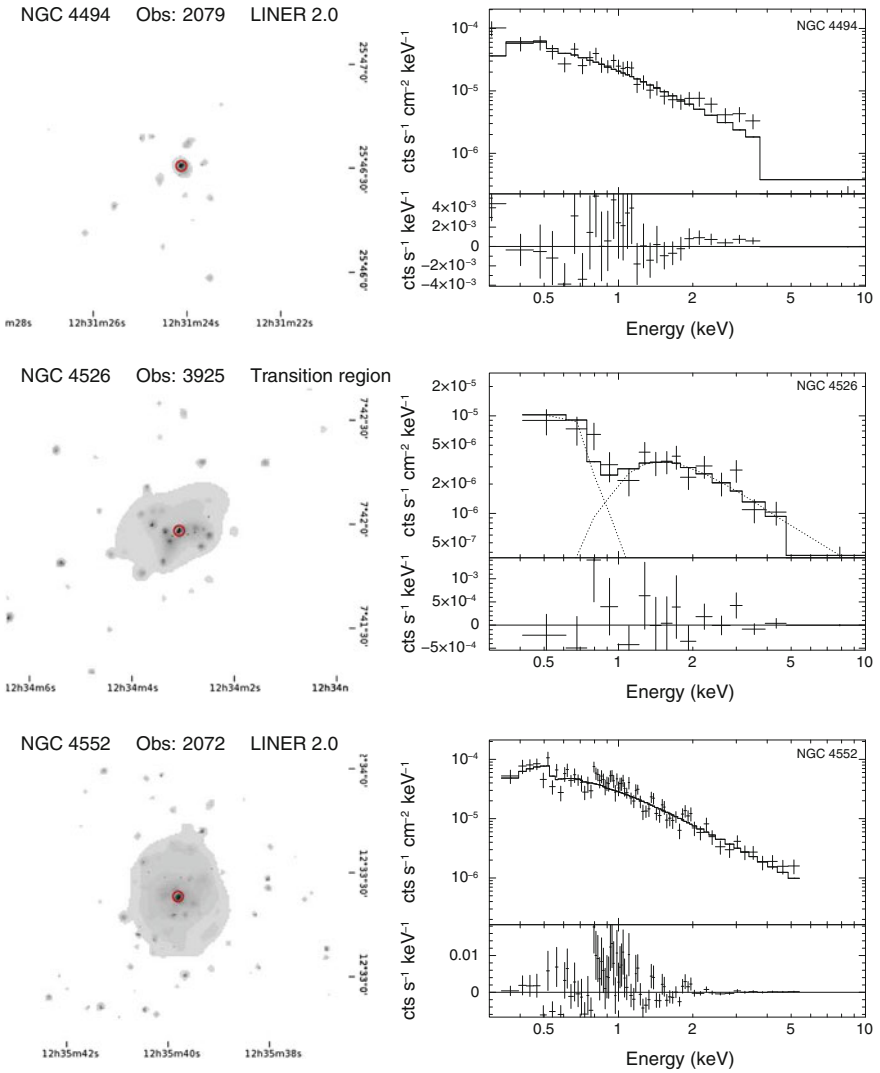 NGC 4494 Obs: 2079 LINER 2.0
25°47'0"
25°46'30"
25°46'0"
m28s 12h31m26s 12h31m24s 12h31m22s
NGC 4494
cts s⁻¹ cm⁻² keV⁻¹
10⁻⁴
10⁻⁵
10⁻⁶
cts s⁻¹ keV⁻¹
4×10⁻³
2×10⁻³
0
−2×10⁻³
−4×10⁻³
0.5 1 2 5 10
Energy (keV)
NGC 4526 Obs: 3925 Transition region
7°42'30"
7°42'0"
7°41'30"
12h34m6s 12h34m4s 12h34m2s 12h34n
NGC 4526
cts s⁻¹ cm⁻² keV⁻¹
2×10⁻⁵
10⁻⁵
5×10⁻⁶
2×10⁻⁶
10⁻⁶
5×10⁻⁷
cts s⁻¹ keV⁻¹
10⁻³
5×10⁻⁴
0
−5×10⁻⁴
0.5 1 2 5 10
Energy (keV)
NGC 4552 Obs: 2072 LINER 2.0
2°34'0"
12°33'30"
12°33'0"
12h35m42s 12h35m40s 12h35m38s
NGC 4552
cts s⁻¹ cm⁻² keV⁻¹
10⁻⁴
10⁻⁵
10⁻⁶
cts s⁻¹ keV⁻¹
0.01
0
0.5 1 2 5 10
Energy (keV)